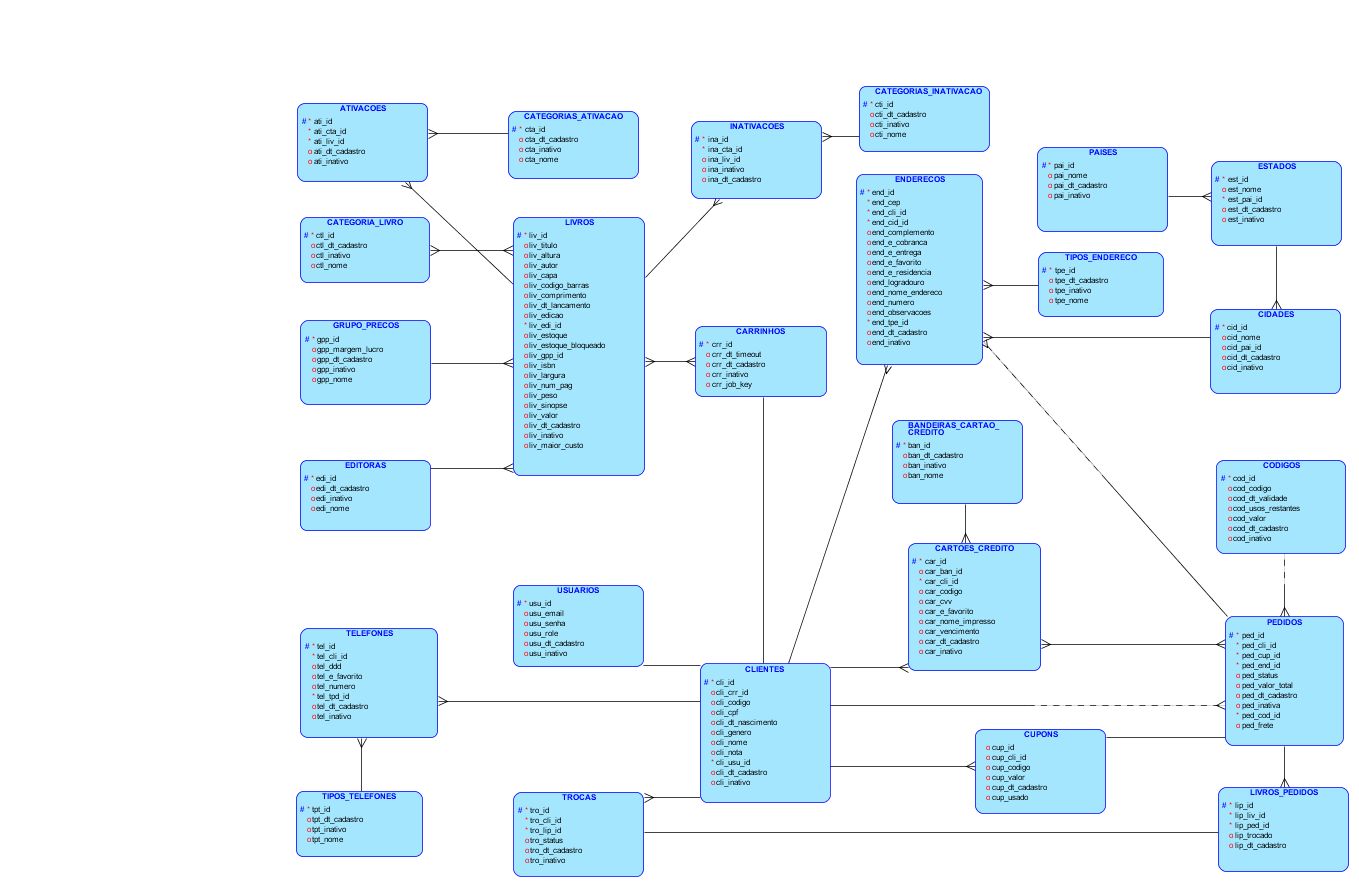 ATIVACOES
# * ati_id
* ati_cta_id
* ati_liv_id
o ati_dt_cadastro
o ati_inativo
CATEGORIAS_ATIVACAO
# * cta_id
o cta_dt_cadastro
o cta_inativo
o cta_nome
INATIVACOES
# * ina_id
* ina_cta_id
o ina_liv_id
o ina_inativo
o ina_dt_cadastro
CATEGORIAS_INATIVACAO
# * cti_id
o cti_dt_cadastro
o cti_inativo
o cti_nome
PAISES
# * pai_id
o pai_nome
o pai_dt_cadastro
o pai_inativo
ESTADOS
# * est_id
o est_nome
* est_pai_id
o est_dt_cadastro
o est_inativo
CATEGORIA_LIVRO
# * ctl_id
o ctl_dt_cadastro
o ctl_inativo
o ctl_nome
LIVROS
# * liv_id
o liv_titulo
o liv_altura
o liv_autor
o liv_capa
o liv_codigo_barras
o liv_comprimento
o liv_dt_lancamento
o liv_edicao
* liv_edi_id
o liv_estoque
o liv_estoque_bloqueado
o liv_gpp_id
o liv_isbn
o liv_largura
o liv_num_pag
o liv_peso
o liv_sinopse
o liv_valor
o liv_dt_cadastro
o liv_inativo
o liv_maior_custo
ENDERECOS
# * end_id
* end_cep
* end_cli_id
* end_cid_id
o end_complemento
o end_e_cobranca
o end_e_entrega
o end_e_favorito
o end_e_residencia
o end_logradouro
o end_nome_endereco
o end_numero
o end_observacoes
* end_tpe_id
o end_dt_cadastro
o end_inativo
TIPOS_ENDERECO
# * tpe_id
o tpe_dt_cadastro
o tpe_inativo
o tpe_nome
CIDADES
# * cid_id
o cid_nome
o cid_pai_id
o cid_dt_cadastro
o cid_inativo
GRUPO_PRECOS
# * gpp_id
o gpp_margem_lucro
o gpp_dt_cadastro
o gpp_inativo
o gpp_nome
CARRINHOS
# * crr_id
o crr_dt_timeout
o crr_dt_cadastro
o crr_inativo
o crr_job_key
EDITORAS
# * edi_id
o edi_dt_cadastro
o edi_inativo
o edi_nome
BANDEIRAS_CARTAO_
CREDITO
# * ban_id
o ban_dt_cadastro
o ban_inativo
o ban_nome
CODIGOS
# * cod_id
o cod_codigo
o cod_dt_validade
o cod_usos_restantes
o cod_valor
o cod_dt_cadastro
o cod_inativo
CARTOES_CREDITO
# * car_id
o car_ban_id
* car_cli_id
o car_codigo
o car_cvv
o car_e_favorito
o car_nome_impresso
o car_vencimento
o car_dt_cadastro
o car_inativo
USUARIOS
# * usu_id
o usu_email
o usu_senha
o usu_role
o usu_dt_cadastro
o usu_inativo
TELEFONES
# * tel_id
* tel_cli_id
o tel_ddd
o tel_e_favorito
o tel_numero
* tel_tpd_id
o tel_dt_cadastro
o tel_inativo
CLIENTES
# * cli_id
o cli_crr_id
o cli_codigo
o cli_cpf
o cli_dt_nascimento
o cli_genero
o cli_nome
o cli_nota
* cli_usu_id
o cli_dt_cadastro
o cli_inativo
PEDIDOS
# * ped_id
* ped_cli_id
* ped_cup_id
* ped_end_id
o ped_status
o ped_valor_total
o ped_dt_cadastro
o ped_inativa
* ped_cod_id
o ped_frete
CUPONS
o cup_id
o cup_cli_id
o cup_codigo
o cup_valor
o cup_dt_cadastro
o cup_usado
TIPOS_TELEFONES
# * tpt_id
o tpt_dt_cadastro
o tpt_inativo
o tpt_nome
TROCAS
# * tro_id
* tro_cli_id
* tro_lip_id
o tro_status
o tro_dt_cadastro
o tro_inativo
LIVROS_PEDIDOS
# * lip_id
* lip_liv_id
* lip_ped_id
o lip_trocado
o lip_dt_cadastro